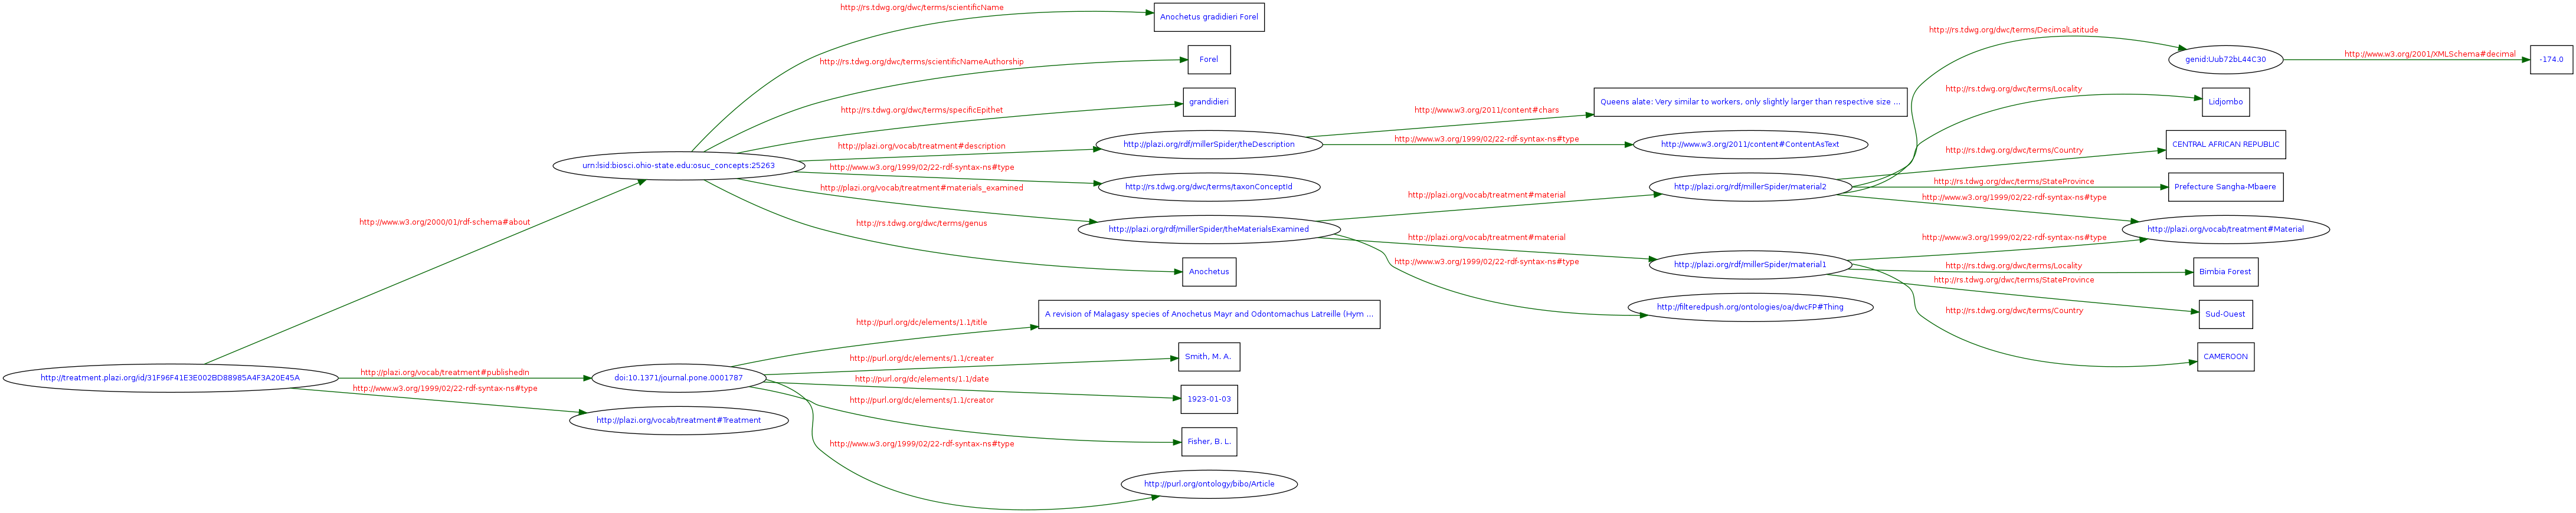 http://rs.tdwg.org/dwc/terms/scientificName
Anochetus gradidieri Forel
http://rs.tdwg.org/dwc/terms/scientificNameAuthorship
Forel
http://rs.tdwg.org/dwc/terms/specificEpithet
grandidieri
http://rs.tdwg.org/dwc/terms/DecimalLatitude
genid:Uub72bL44C30
http://www.w3.org/2001/XMLSchema#decimal
-174.0
http://www.w3.org/2011/content#chars
Queens alate: Very similar to workers, only slightly larger than respective size ...
http://rs.tdwg.org/dwc/terms/Locality
Lidjombo
http://plazi.org/vocab/treatment#description
http://plazi.org/rdf/millerSpider/theDescription
http://www.w3.org/1999/02/22-rdf-syntax-ns#type
http://www.w3.org/2011/content#ContentAsText
http://rs.tdwg.org/dwc/terms/Country
CENTRAL AFRICAN REPUBLIC
urn:lsid:biosci.ohio-state.edu:osuc_concepts:25263
http://www.w3.org/1999/02/22-rdf-syntax-ns#type
http://rs.tdwg.org/dwc/terms/taxonConceptId
http://plazi.org/vocab/treatment#materials_examined
http://plazi.org/vocab/treatment#material
http://plazi.org/rdf/millerSpider/material2
http://rs.tdwg.org/dwc/terms/StateProvince
Prefecture Sangha-Mbaere
http://www.w3.org/1999/02/22-rdf-syntax-ns#type
http://www.w3.org/2000/01/rdf-schema#about
http://rs.tdwg.org/dwc/terms/genus
http://plazi.org/rdf/millerSpider/theMaterialsExamined
http://plazi.org/vocab/treatment#material
http://www.w3.org/1999/02/22-rdf-syntax-ns#type
http://plazi.org/vocab/treatment#Material
http://www.w3.org/1999/02/22-rdf-syntax-ns#type
http://plazi.org/rdf/millerSpider/material1
http://rs.tdwg.org/dwc/terms/Locality
Bimbia Forest
Anochetus
http://rs.tdwg.org/dwc/terms/StateProvince
http://filteredpush.org/ontologies/oa/dwcFP#Thing
http://rs.tdwg.org/dwc/terms/Country
Sud-Ouest
http://purl.org/dc/elements/1.1/title
A revision of Malagasy species of Anochetus Mayr and Odontomachus Latreille (Hym ...
CAMEROON
http://purl.org/dc/elements/1.1/creater
Smith, M. A.
http://treatment.plazi.org/id/31F96F41E3E002BD88985A4F3A20E45A
http://plazi.org/vocab/treatment#publishedIn
doi:10.1371/journal.pone.0001787
http://purl.org/dc/elements/1.1/date
1923-01-03
http://www.w3.org/1999/02/22-rdf-syntax-ns#type
http://plazi.org/vocab/treatment#Treatment
http://purl.org/dc/elements/1.1/creator
Fisher, B. L.
http://www.w3.org/1999/02/22-rdf-syntax-ns#type
http://purl.org/ontology/bibo/Article